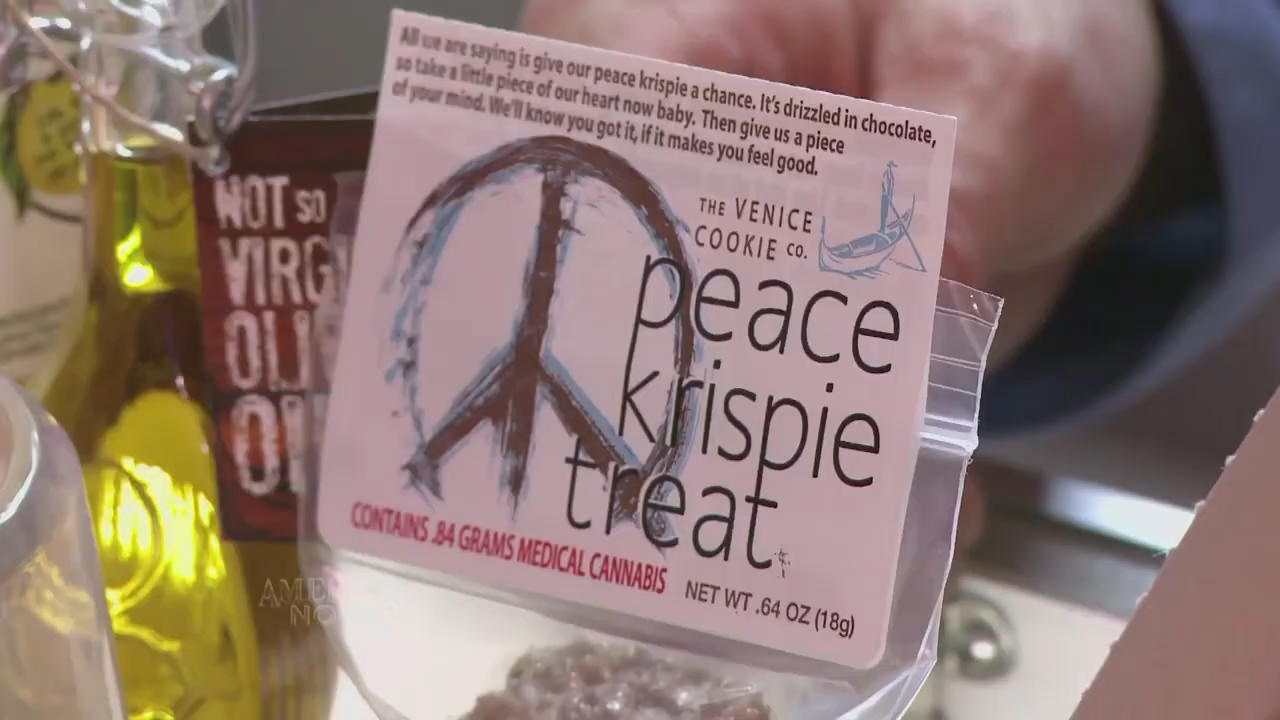 All we are saying is give our peace krispie a chance. It's drizzled in chocolate,
so take a little piece of our heart now baby. Then give us a piece
of your mind. We'll know you got it, if it makes you feel good.
THE VENICE
COOKIE CO.
peace
krispie
treat
CONTAINS .84 GRAMS MEDICAL CANNABIS
NET WT .64 OZ (18g)
NOT SO
VIRG
OLI
OI
AME
NO